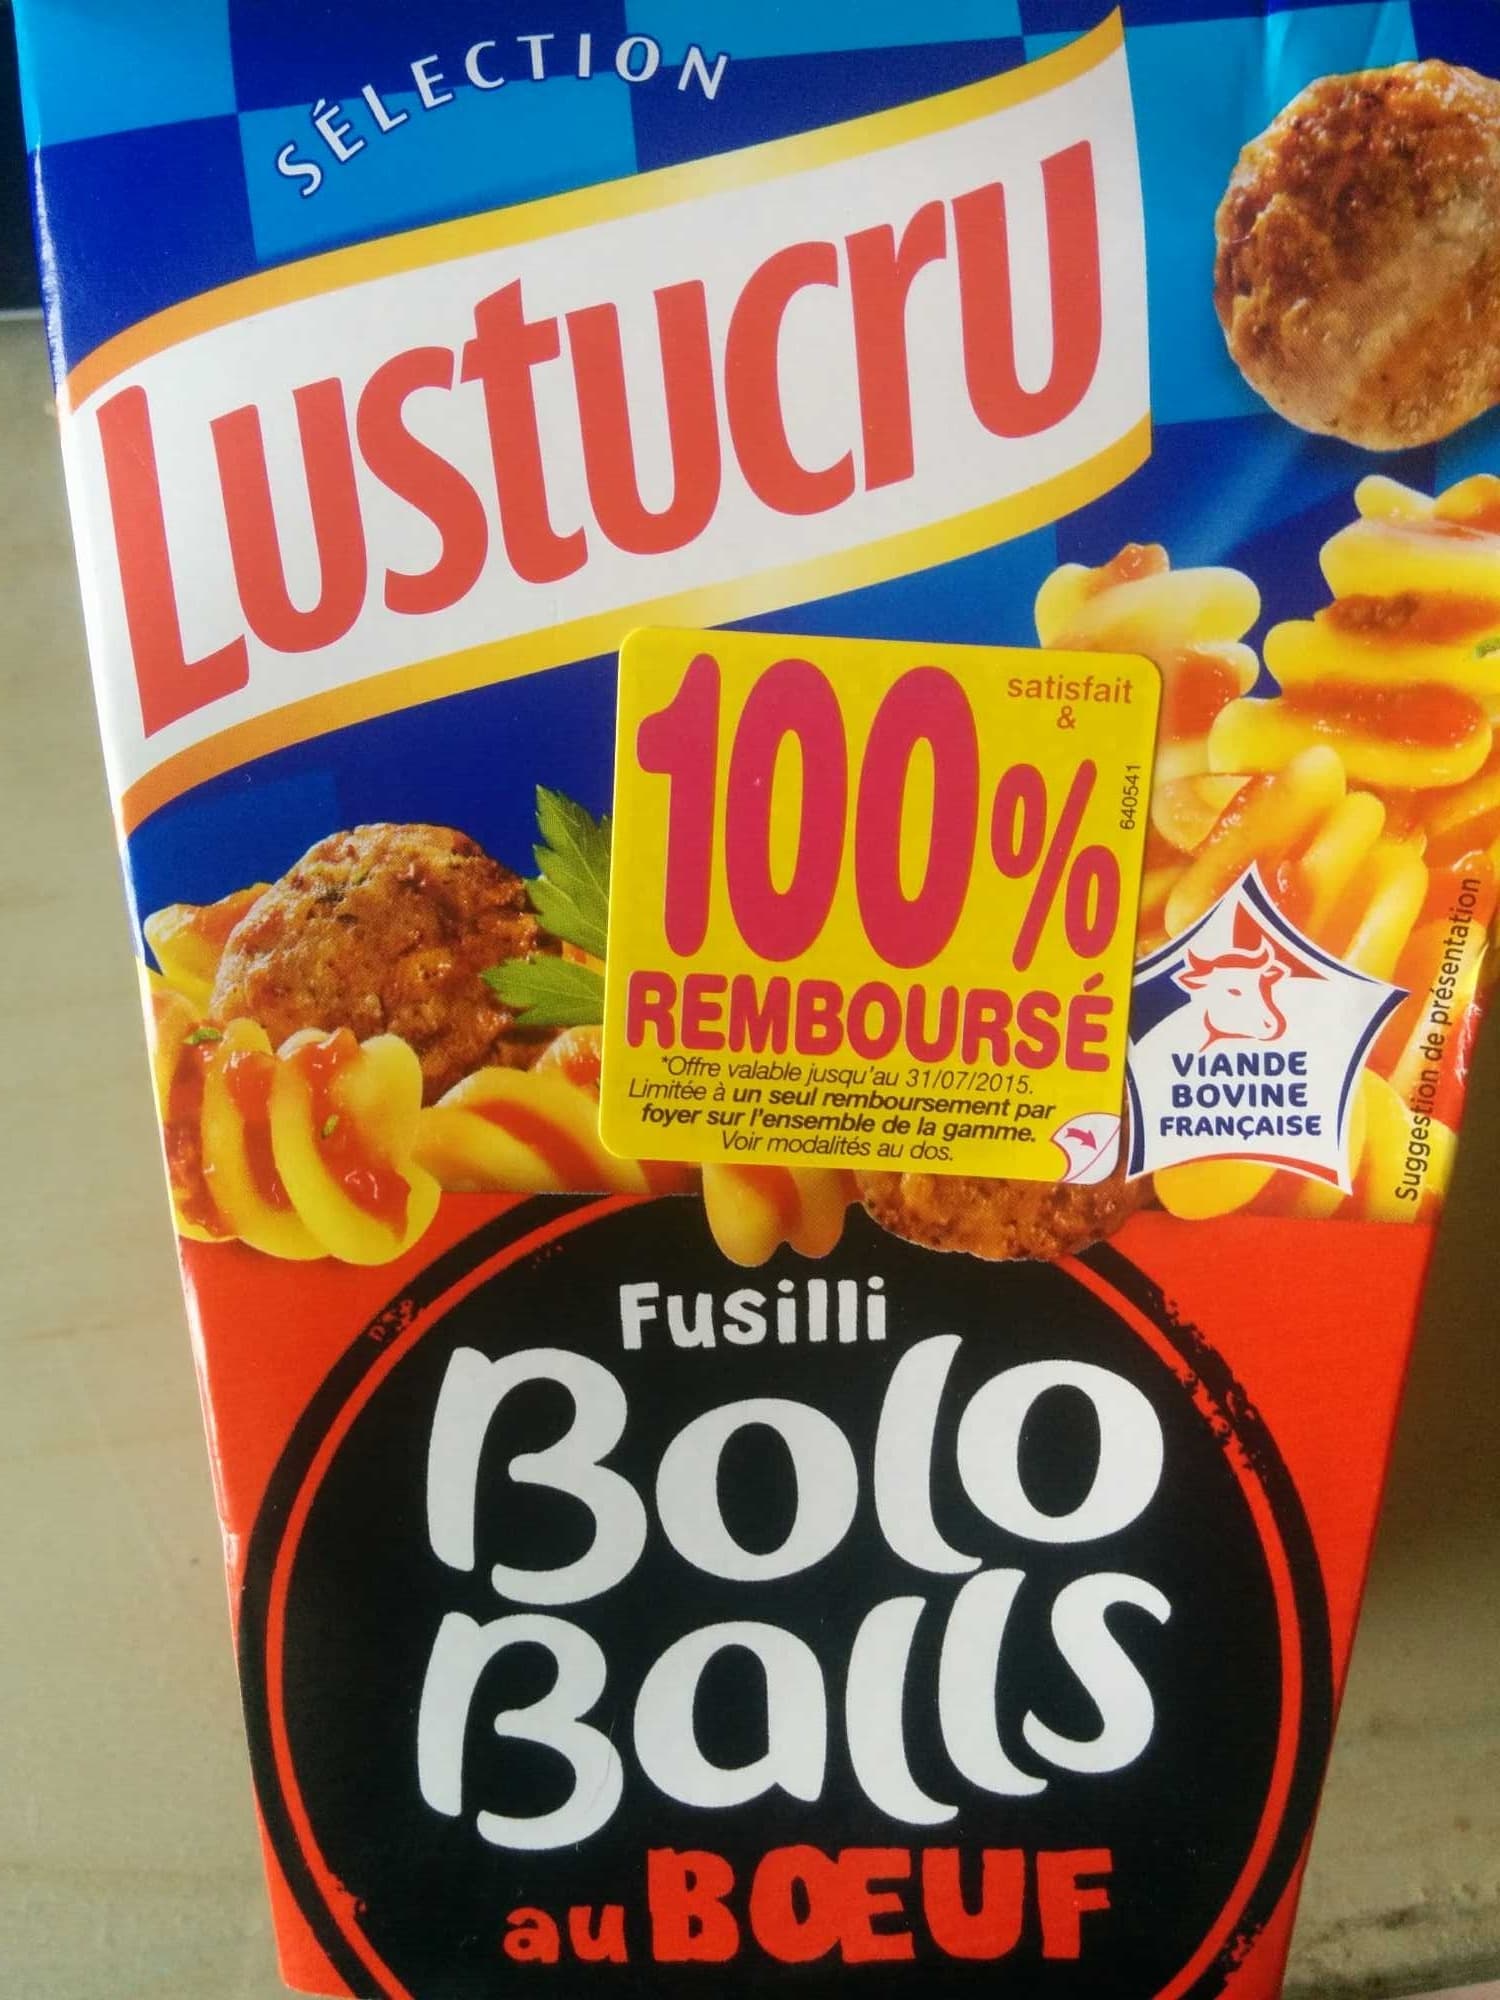 SÉLECTION
Lustucru
satisfait
&
100%
REMBOURSÉ
*Offre valable jusqu'au 31/07/2015.
Limitée à un seul remboursement par
foyer sur l'ensemble de la gamme.
Voir modalités au dos.
640541
VIANDE
BOVINE
FRANÇAISE
Suggestion de présentation
Fusilli
Bolo
Balls
au BŒUF